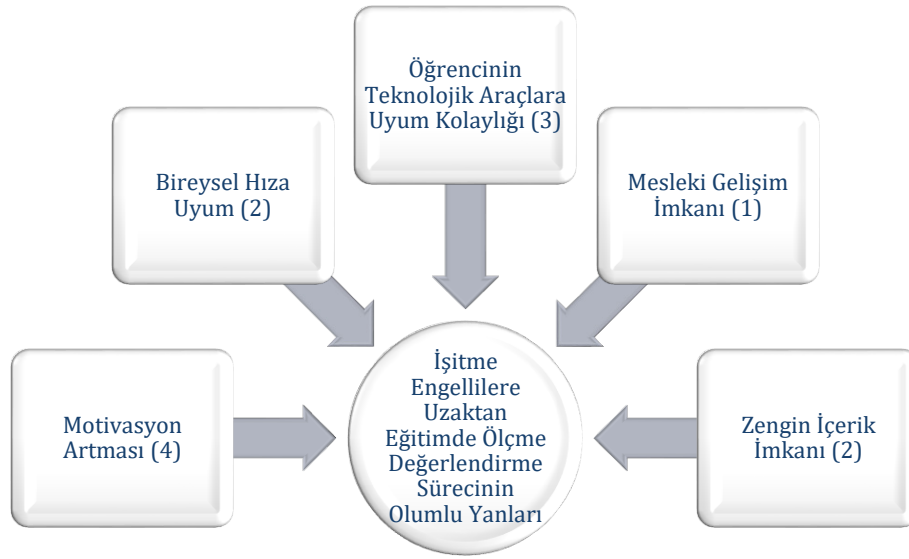 Öğrencinin
Teknolojik Araçlara
Uyum Kolaylığı (3)
Bireysel Hıza
Uyum (2)
Mesleki Gelişim
İmkanı (1)
Motivasyon
Artması (4)
İşitme
Engellilere
Uzaktan
Eğitimde Ölçme
Değerlendirme
Sürecinin
Olumlu Yanları
Zengin İçerik
İmkanı (2)